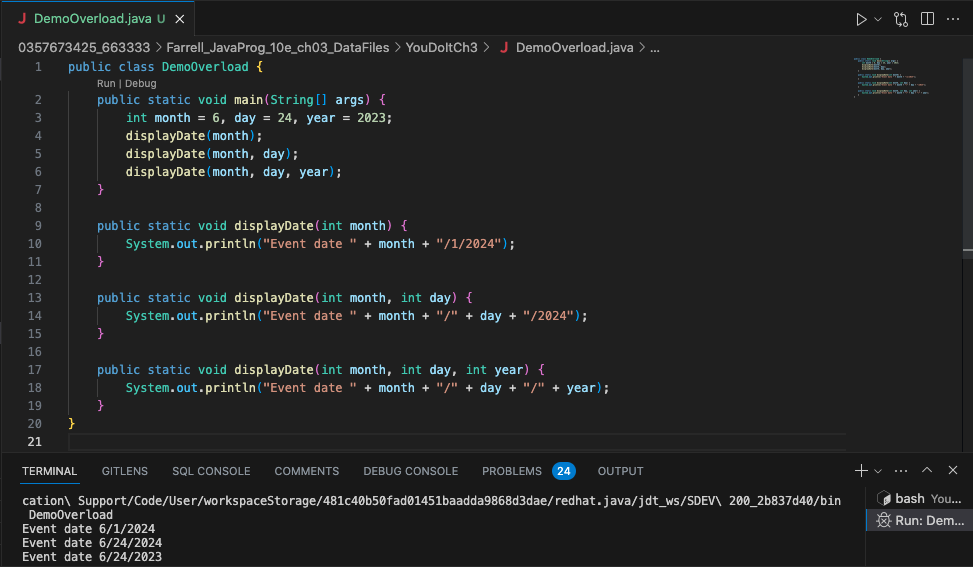 J DemoOverload.java U
0357673425_663333 > Farrell_JavaProg_10e_ch03_DataFiles > YouDoItCh3 > J DemoOverload.java > ...
1 public class DemoOverload {
Run | Debug
2 public static void main(String[] args) {
3 int month = 6, day = 24, year = 2023;
4 displayDate(month);
5 displayDate(month, day);
6 displayDate(month, day, year);
7 }
8
9 public static void displayDate(int month) {
10 System.out.println("Event date " + month + "/1/2024");
11 }
12
13 public static void displayDate(int month, int day) {
14 System.out.println("Event date " + month + "/" + day + "/2024");
15 }
16
17 public static void displayDate(int month, int day, int year) {
18 System.out.println("Event date " + month + "/" + day + "/" + year);
19 }
20 }
21
TERMINAL GITLENS SQL CONSOLE COMMENTS DEBUG CONSOLE PROBLEMS 24 OUTPUT
cation\ Support/Code/User/workspaceStorage/481c40b50fad01451baadda9868d3dae/redhat.java/jdt_ws/SDEV\ 200_2b837d40/bin
DemoOverload
Event date 6/1/2024
Event date 6/24/2024
Event date 6/24/2023
bash You...
Run: Dem...